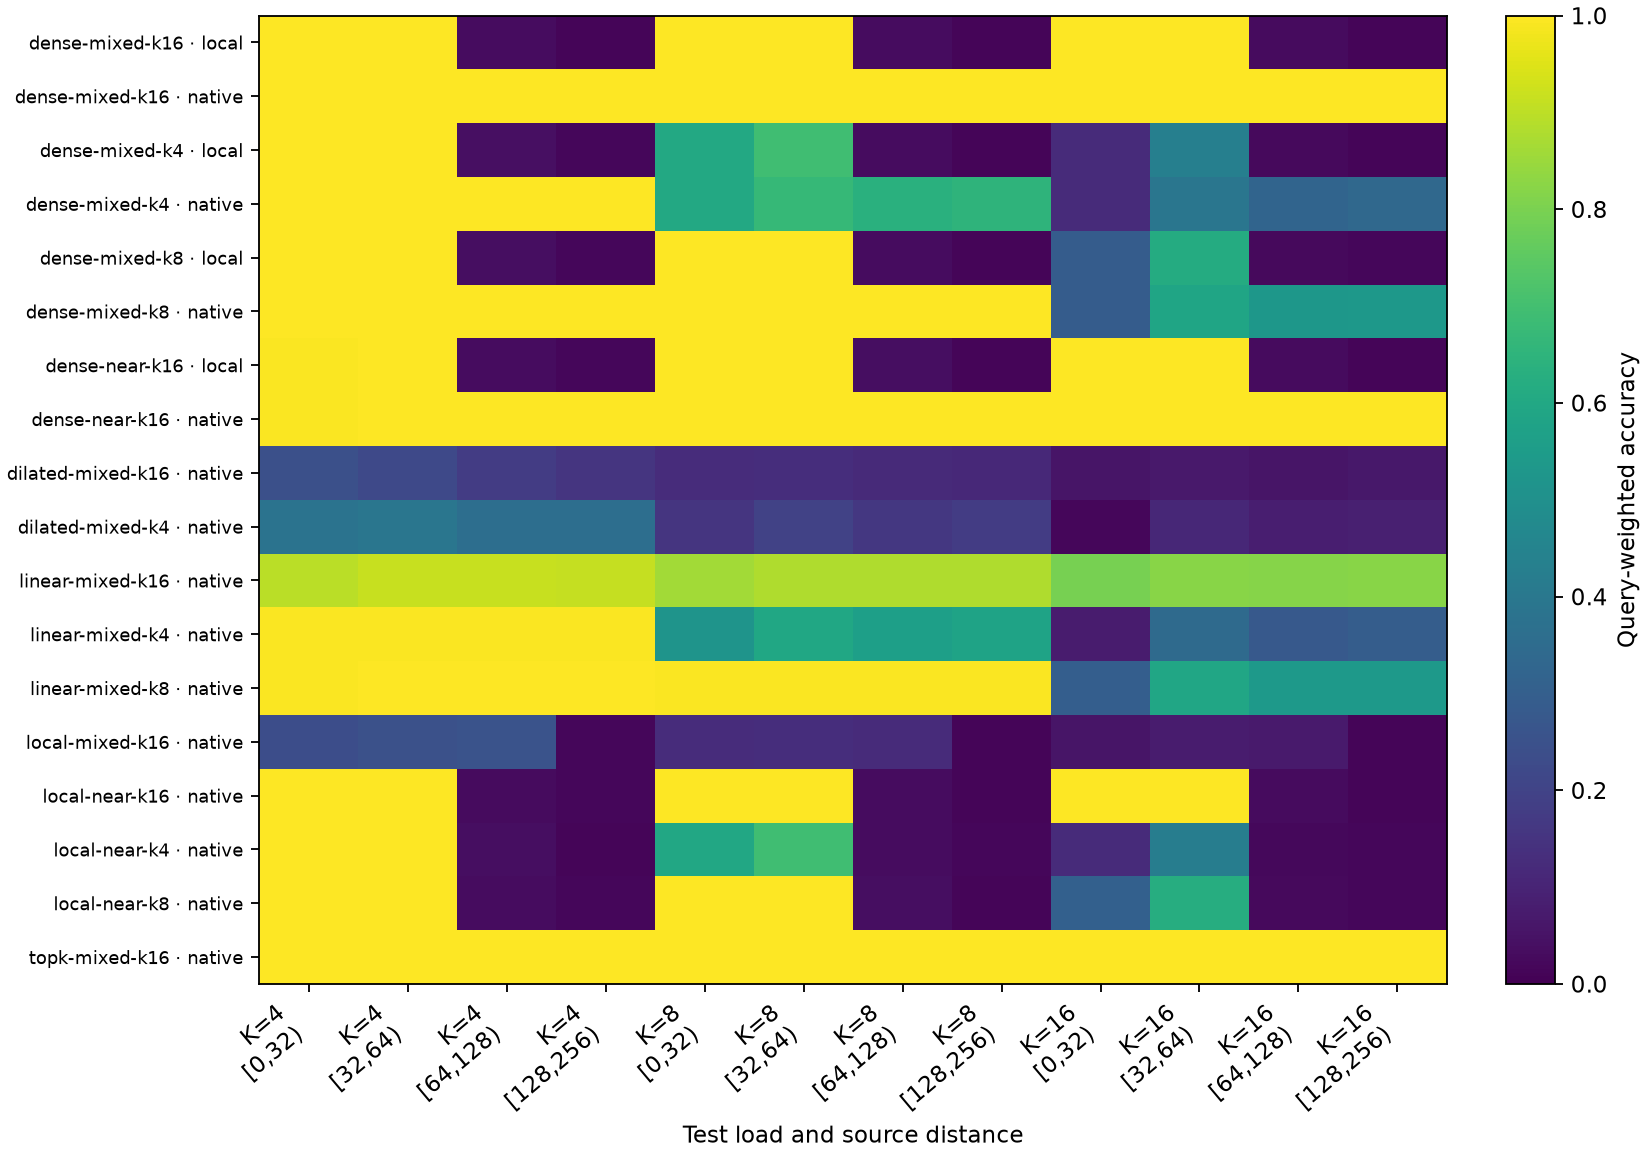 dense-mixed-k16 · local
dense-mixed-k16 · native
dense-mixed-k4 · local
dense-mixed-k4 · native
dense-mixed-k8 · local
dense-mixed-k8 · native
dense-near-k16 · local
dense-near-k16 · native
dilated-mixed-k16 · native
dilated-mixed-k4 · native
linear-mixed-k16 · native
linear-mixed-k4 · native
linear-mixed-k8 · native
local-mixed-k16 · native
local-near-k16 · native
local-near-k4 · native
local-near-k8 · native
topk-mixed-k16 · native
K=4
[0,32)
K=4
[32,64)
K=4
[64,128)
K=4
[128,256)
K=8
[0,32)
K=8
[32,64)
K=8
[64,128)
K=8
[128,256)
K=16
[0,32)
K=16
[32,64)
K=16
[64,128)
K=16
[128,256)
Test load and source distance
1.0
0.8
0.6
0.4
0.2
0.0
Query-weighted accuracy